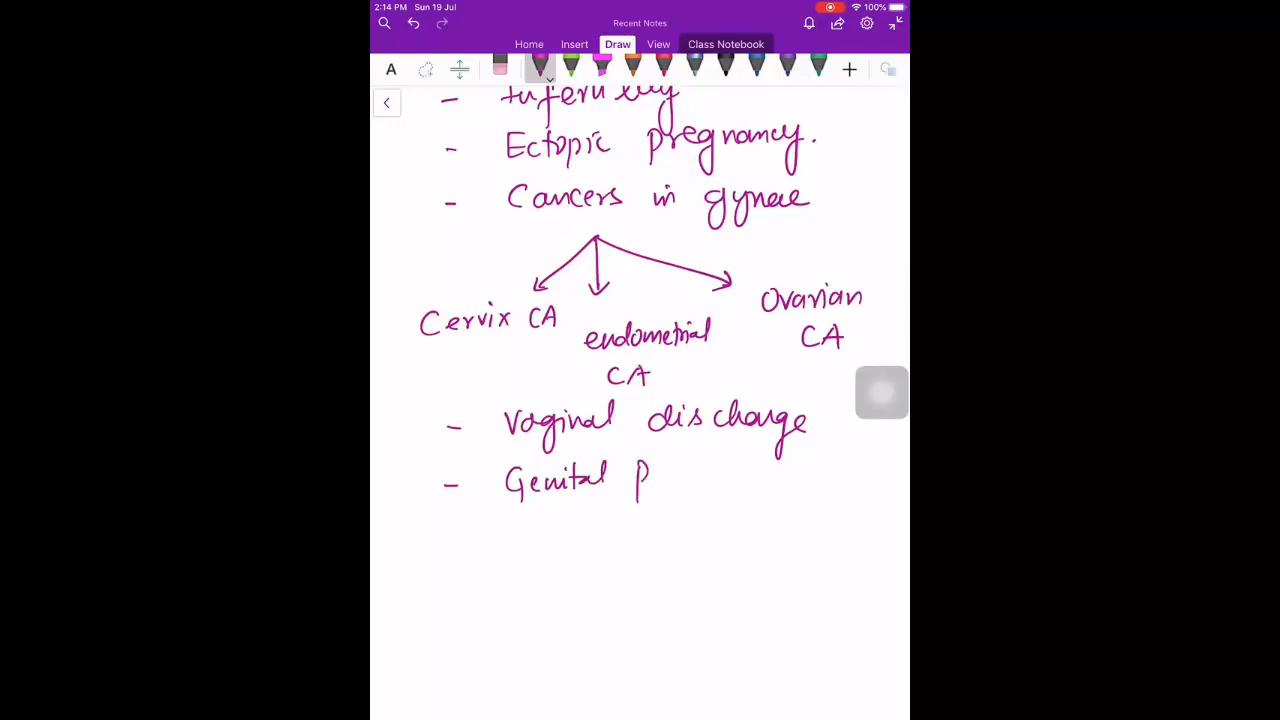 2:14 PM Sun 19 Jul 100%
Recent Notes
Home Insert Draw View Class Notebook
A
- Infertility
- Ectopic pregnancy.
- Cancers in gynae
Cervix CA
endometrial
CA
Ovarian
CA
- Vaginal discharge
- Genital P